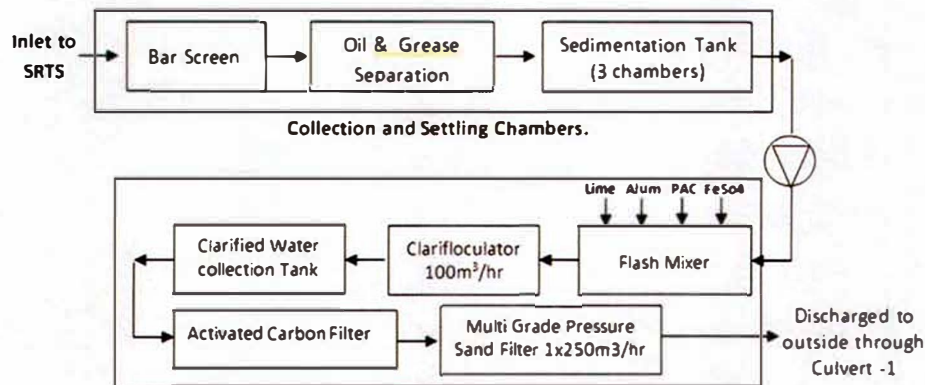 Inlet to
SRTS
Bar Screen
Oil & Grease
Separation
Sedimentation Tank
(3 chambers)
Collection and Settling Chambers.
Lime Alum PAC FeSo4
Clarified Water
collection Tank
Clarifloculator
100m³/hr
Flash Mixer
Activated Carbon Filter
Multi Grade Pressure
Sand Filter 1x250m3/hr
Discharged to
outside through
Culvert -1